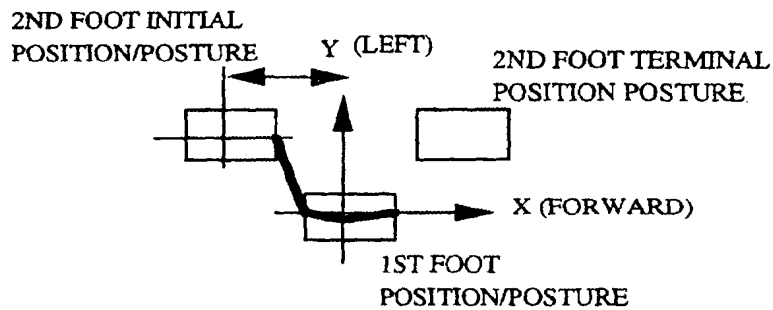 2ND FOOT INITIAL
POSITION/POSTURE
Y (LEFT)
2ND FOOT TERMINAL
POSITION POSTURE
X (FORWARD)
1ST FOOT
POSITION/POSTURE